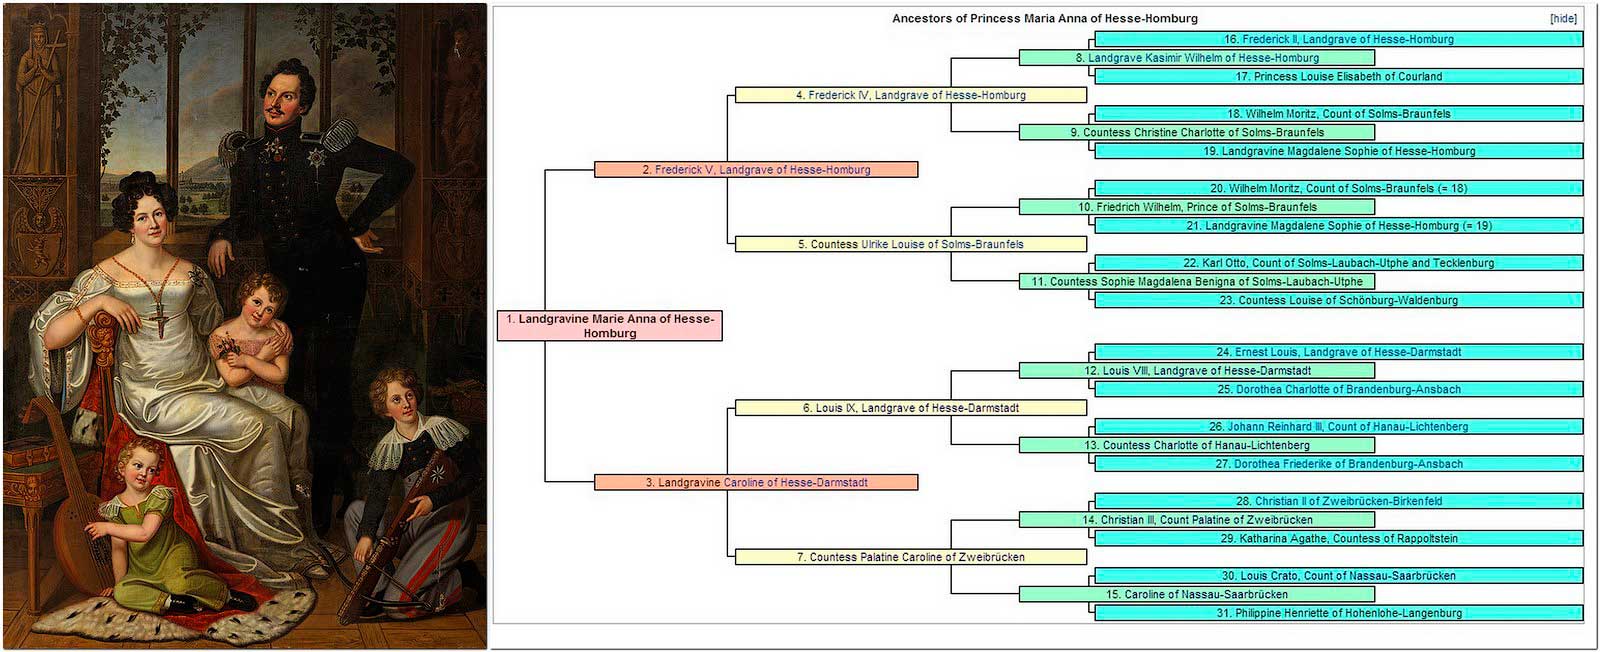 Ancestors of Princess Maria Anna of Hesse-Homburg
[hide]
16. Frederick II, Landgrave of Hesse-Homburg
8. Landgrave Kasimir Wilhelm of Hesse-Homburg
17. Princess Louise Elisabeth of Courland
4. Frederick IV, Landgrave of Hesse-Homburg
18. Wilhelm Moritz, Count of Solms-Braunfels
9. Countess Christine Charlotte of Solms-Braunfels
19. Landgravine Magdalene Sophie of Hesse-Homburg
2. Frederick V, Landgrave of Hesse-Homburg
20. Wilhelm Moritz, Count of Solms-Braunfels (= 18)
10. Friedrich Wilhelm, Prince of Solms-Braunfels
21. Landgravine Magdalene Sophie of Hesse-Homburg (= 19)
5. Countess Ulrike Louise of Solms-Braunfels
22. Karl Otto, Count of Solms-Laubach-Utphe and Tecklenburg
11. Countess Sophie Magdalena Benigna of Solms-Laubach-Utphe
23. Countess Louise of Schönburg-Waldenburg
1. Landgravine Marie Anna of Hesse-
Homburg
24. Ernest Louis, Landgrave of Hesse-Darmstadt
12. Louis VIII, Landgrave of Hesse-Darmstadt
25. Dorothea Charlotte of Brandenburg-Ansbach
6. Louis IX, Landgrave of Hesse-Darmstadt
26. Johann Reinhard III, Count of Hanau-Lichtenberg
13. Countess Charlotte of Hanau-Lichtenberg
27. Dorothea Friederike of Brandenburg-Ansbach
3. Landgravine Caroline of Hesse-Darmstadt
28. Christian II of Zweibrücken-Birkenfeld
14. Christian III, Count Palatine of Zweibrücken
29. Katharina Agathe, Countess of Rappoltstein
7. Countess Palatine Caroline of Zweibrücken
30. Louis Crato, Count of Nassau-Saarbrücken
15. Caroline of Nassau-Saarbrücken
31. Philippine Henriette of Hohenlohe-Langenburg